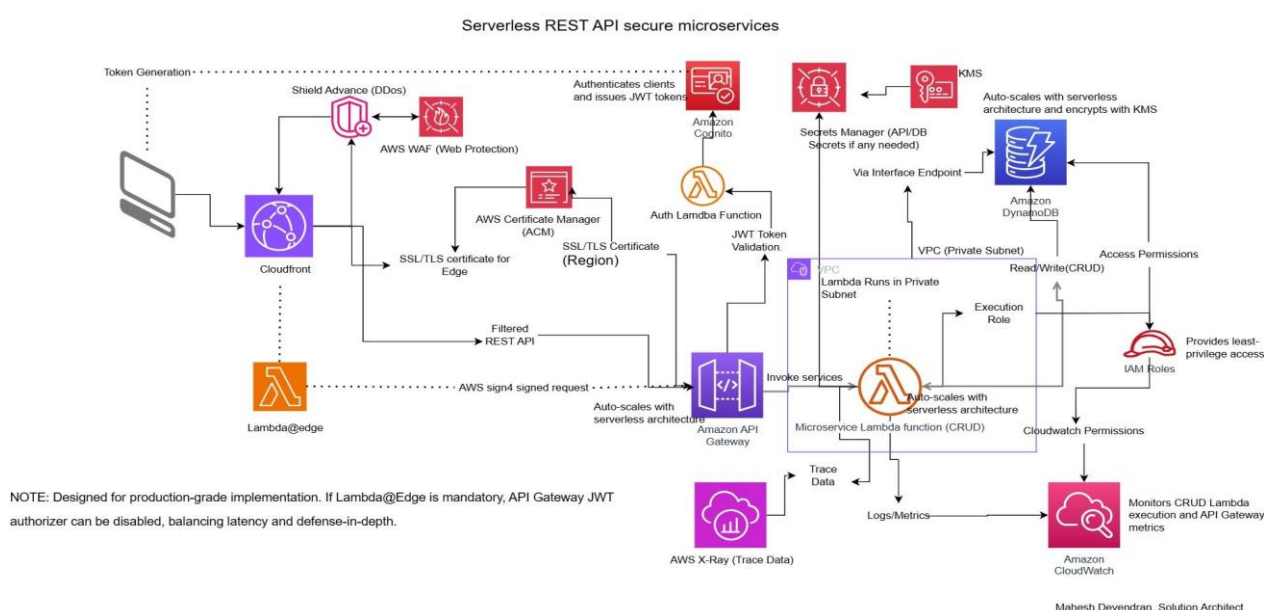 Serverless REST API secure microservices
Token Generation
Shield Advance (DDos)
AWS WAF (Web Protection)
Authenticates clients
and issues JWT tokens
Amazon
Cognito
KMS
Secrets Manager (API/DB
Secrets if any needed)
Auto-scales with serverless
architecture and encrypts with KMS
Via Interface Endpoint
Amazon
DynamoDB
Auth Lamdba Function
AWS Certificate Manager
(ACM)
SSL/TLS Certificate
(Region)
JWT Token
Validation.
Cloudfront
SSL/TLS certificate for
Edge
VPC (Private Subnet)
VPC
Lambda Runs in Private
Subnet
Read/Write(CRUD)
Access Permissions
Execution
Role
Filtered
REST API
Provides least-
privilege access
IAM Roles
Invoke services
AWS sign4 signed request
Auto-scales with
serverless architecture
Auto-scales with
serverless architecture
Lambda@edge
Amazon API
Gateway
Microservice Lambda function (CRUD)
Cloudwatch Permissions
Trace
Data
NOTE: Designed for production-grade implementation. If Lambda@Edge is mandatory, API Gateway JWT
authorizer can be disabled, balancing latency and defense-in-depth.
Logs/Metrics
Monitors CRUD Lambda
execution and API Gateway
metrics
AWS X-Ray (Trace Data)
Amazon
CloudWatch
Mahesh Devendran, Solution Architect